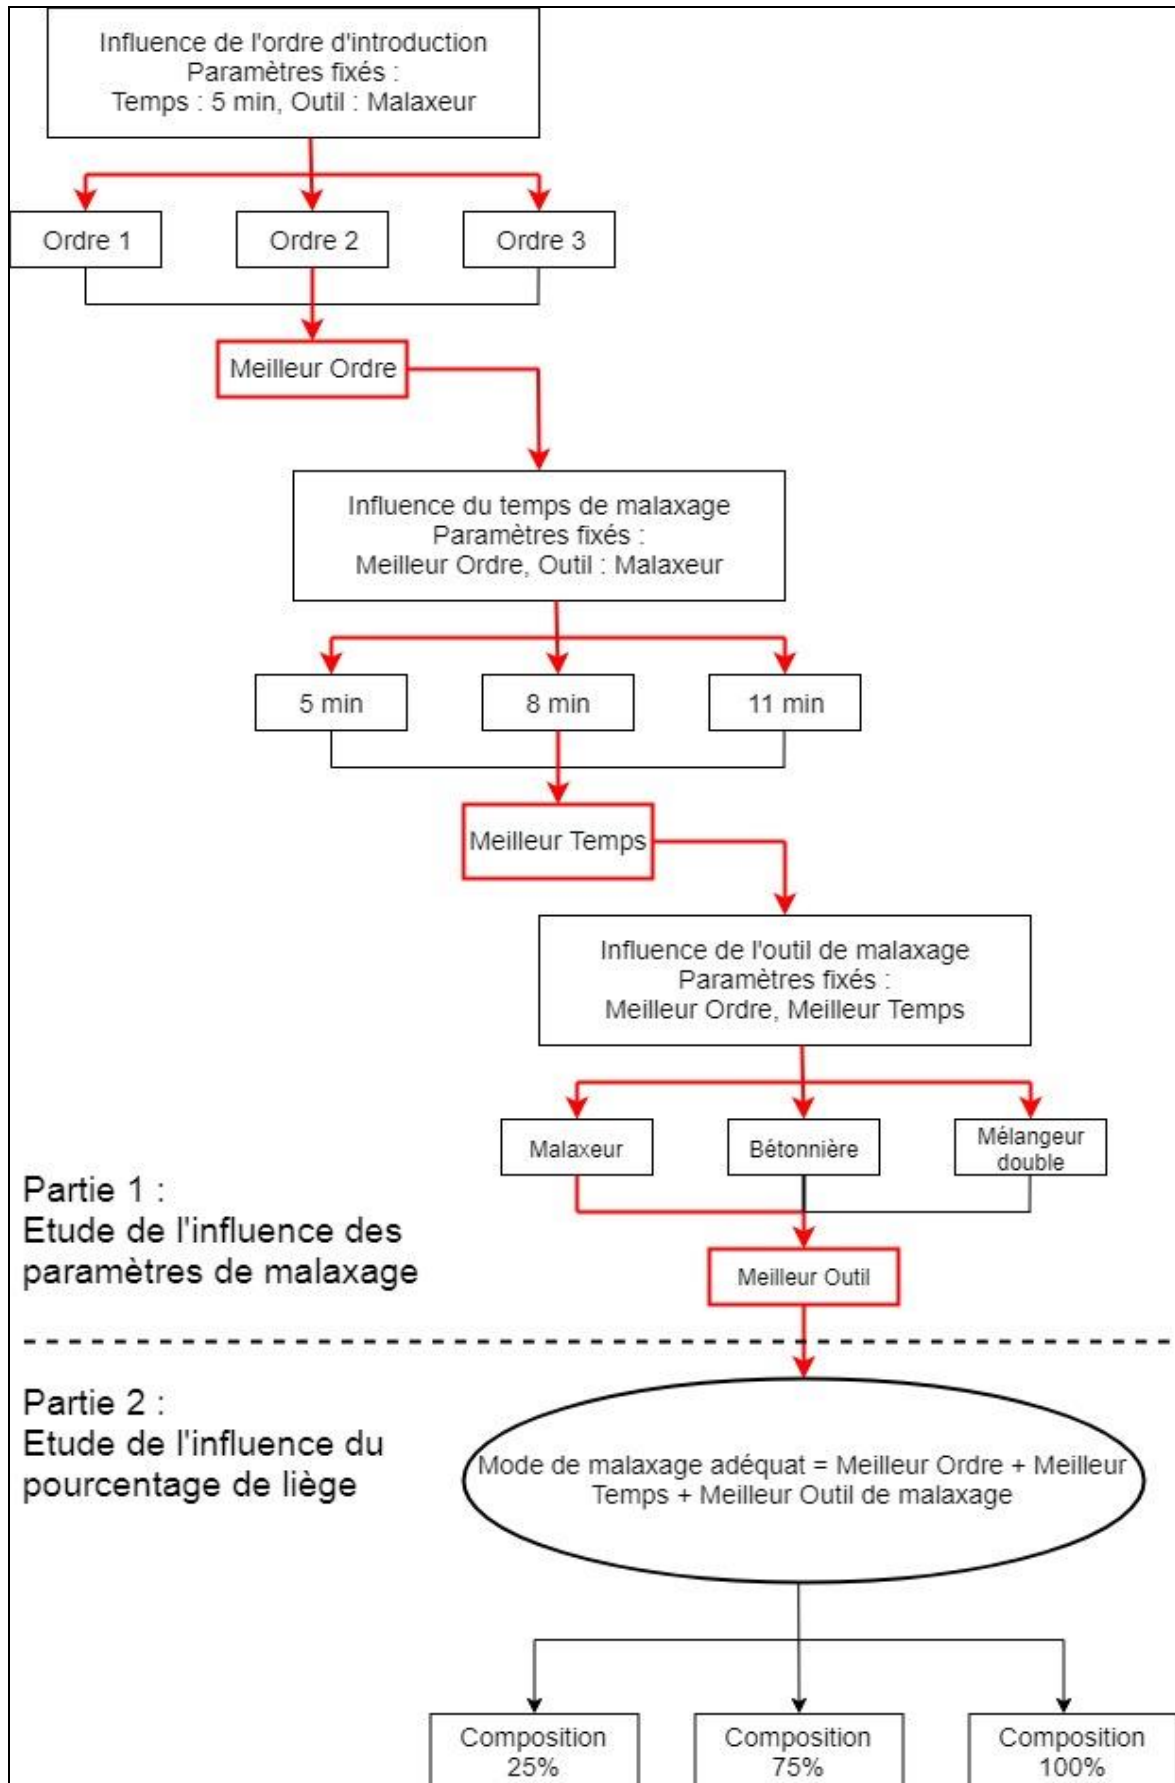 Influence de l'ordre d'introduction
Paramètres fixés :
Temps : 5 min, Outil : Malaxeur
Ordre 1
Ordre 2
Ordre 3
Meilleur Ordre
Influence du temps de malaxage
Paramètres fixés :
Meilleur Ordre, Outil : Malaxeur
5 min
8 min
11 min
Meilleur Temps
Influence de l'outil de malaxage
Paramètres fixés :
Meilleur Ordre, Meilleur Temps
Malaxeur
Bétonnière
Mélangeur
double
Partie 1 :
Etude de l'influence des
paramètres de malaxage
Meilleur Outil
Partie 2 :
Etude de l'influence du
pourcentage de liège
Mode de malaxage adéquat = Meilleur Ordre + Meilleur
Temps + Meilleur Outil de malaxage
Composition
25%
Composition
75%
Composition
100%